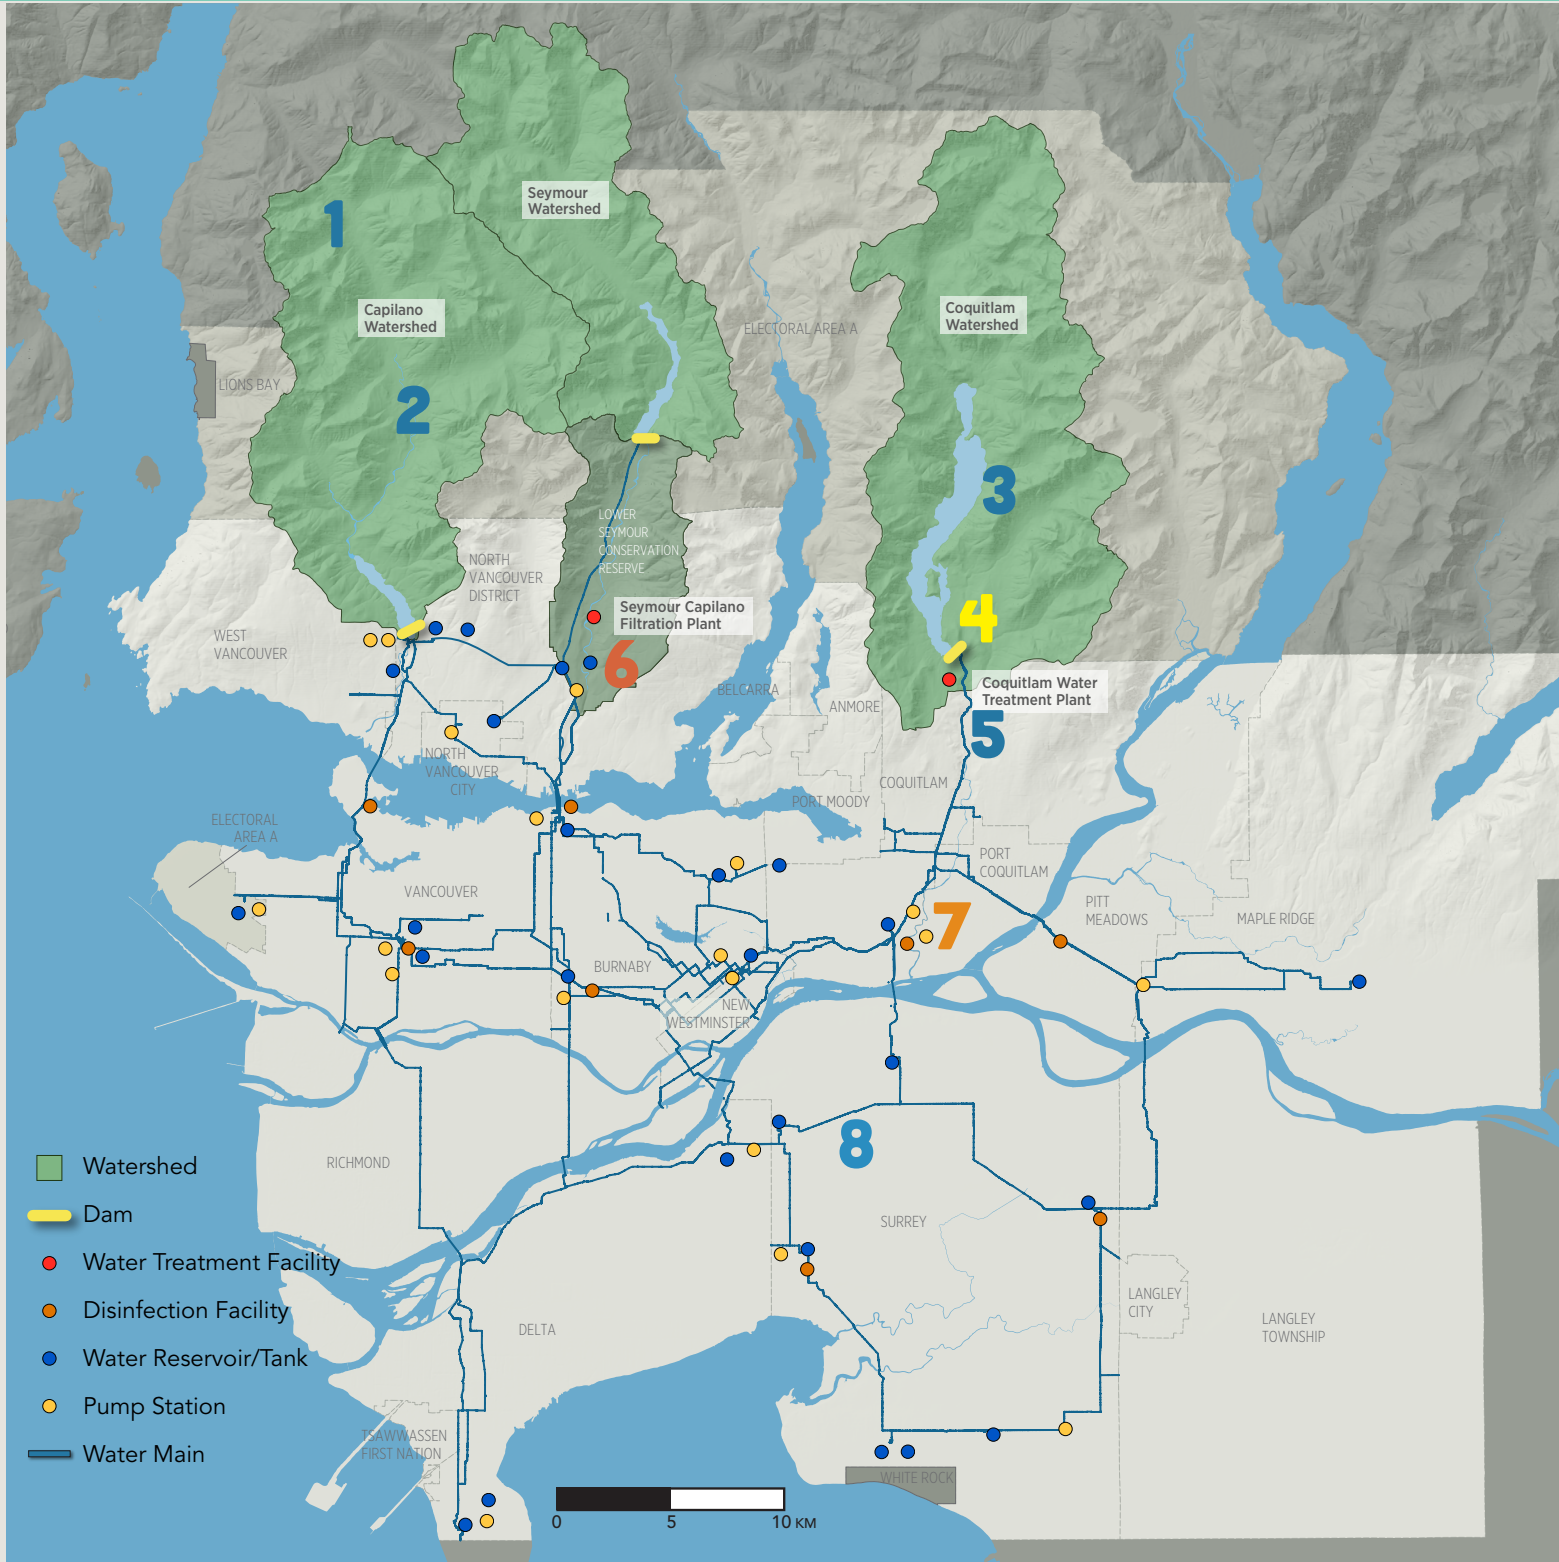 Seymour
Watershed
1
Capilano
Watershed
Coquitlam
Watershed
ELECTORAL AREA A
LIONS BAY
2
3
LOWER
SEYMOUR
CONSERVATION
RESERVE
NORTH
VANCOUVER
DISTRICT
Seymour Capilano
Filtration Plant
4
WEST
VANCOUVER
6
BELCARRA
ANMORE
Coquitlam Water
Treatment Plant
5
NORTH
VANCOUVER
CITY
COQUITLAM
PORT MOODY
ELECTORAL
AREA A
PORT
COQUITLAM
VANCOUVER
PITT
MEADOWS
MAPLE RIDGE
7
BURNABY
NEW
WESTMINSTER
8
RICHMOND
SURREY
LANGLEY
CITY
LANGLEY
TOWNSHIP
DELTA
TSAWWASSEN
FIRST NATION
WHITE ROCK
Watershed
Dam
Water Treatment Facility
Disinfection Facility
Water Reservoir/Tank
Pump Station
Water Main
0 5 10 KM